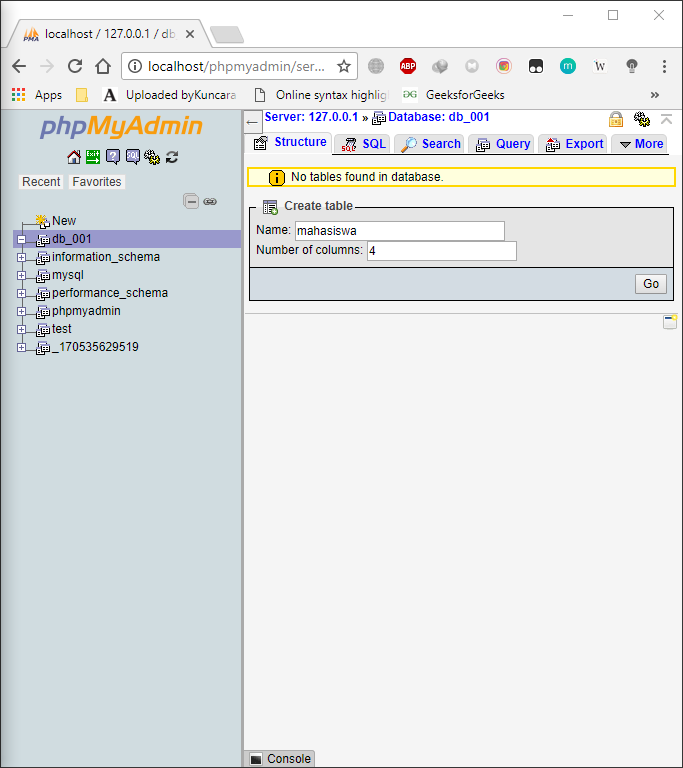 localhost / 127.0.0.1 / db
localhost/phpmyadmin/ser...
Apps
Uploaded byKuncara
Online syntax highlig
GeeksforGeeks
phpMyAdmin
Recent
Favorites
New
db_001
information_schema
mysql
performance_schema
phpmyadmin
test
_170535629519
Server: 127.0.0.1 » Database: db_001
Structure
SQL
Search
Query
Export
More
No tables found in database.
Create table
Name: mahasiswa
Number of columns: 4
Go
Console